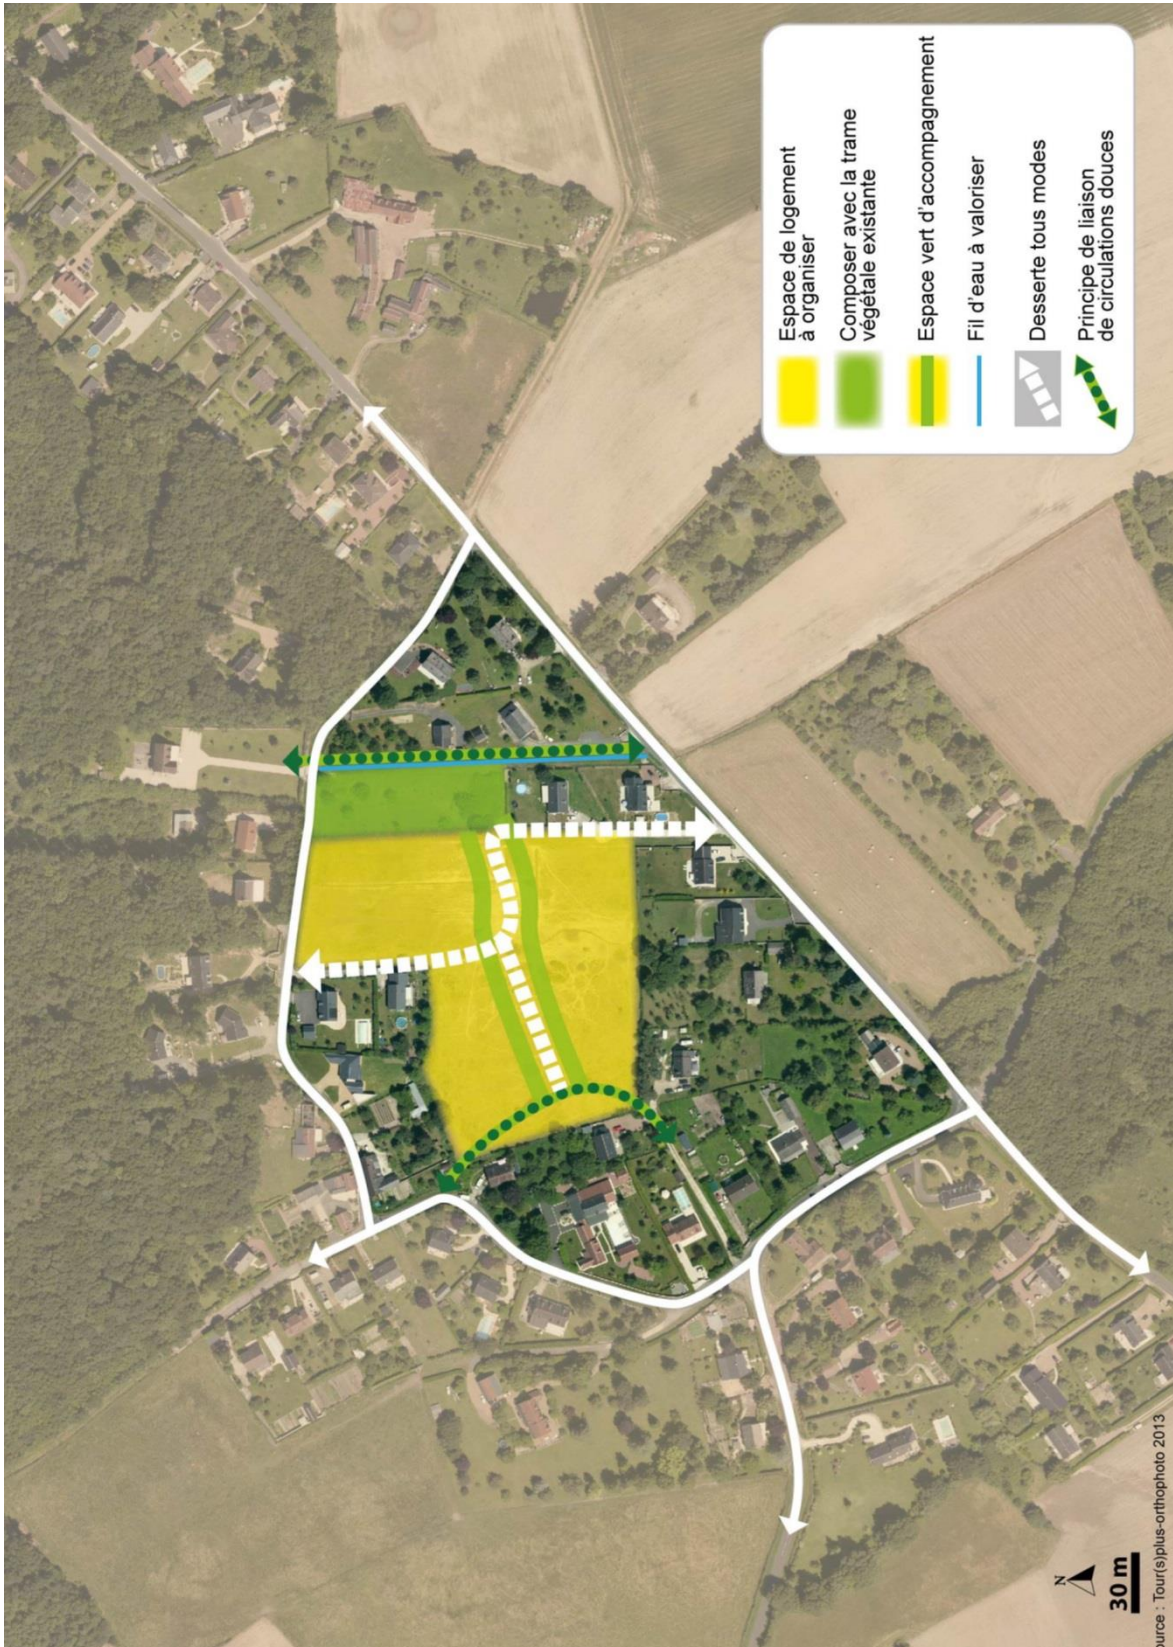 Espace de logement
à organiser
Composer avec la trame
végétale existante
Espace vert d'accompagnement
Fil d'eau à valoriser
Desserte tous modes
Principe de liaison
de circulations douces
N
30 m
urce : Tour(s)plus-orthophoto 2013